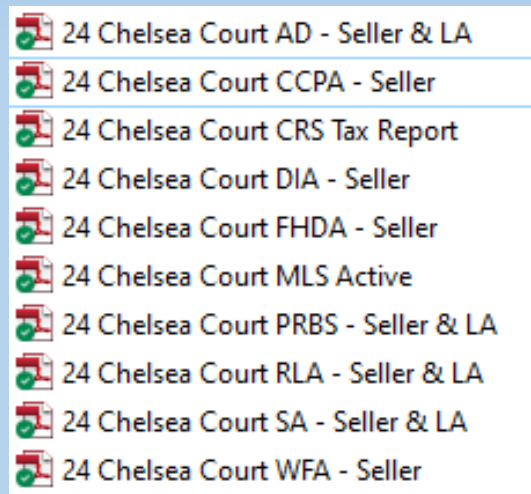 24 Chelsea Court AD - Seller & LA
24 Chelsea Court CCPA - Seller
24 Chelsea Court CRS Tax Report
24 Chelsea Court DIA - Seller
24 Chelsea Court FHDA - Seller
24 Chelsea Court MLS Active
24 Chelsea Court PRBS - Seller & LA
24 Chelsea Court RLA - Seller & LA
24 Chelsea Court SA - Seller & LA
24 Chelsea Court WFA - Seller